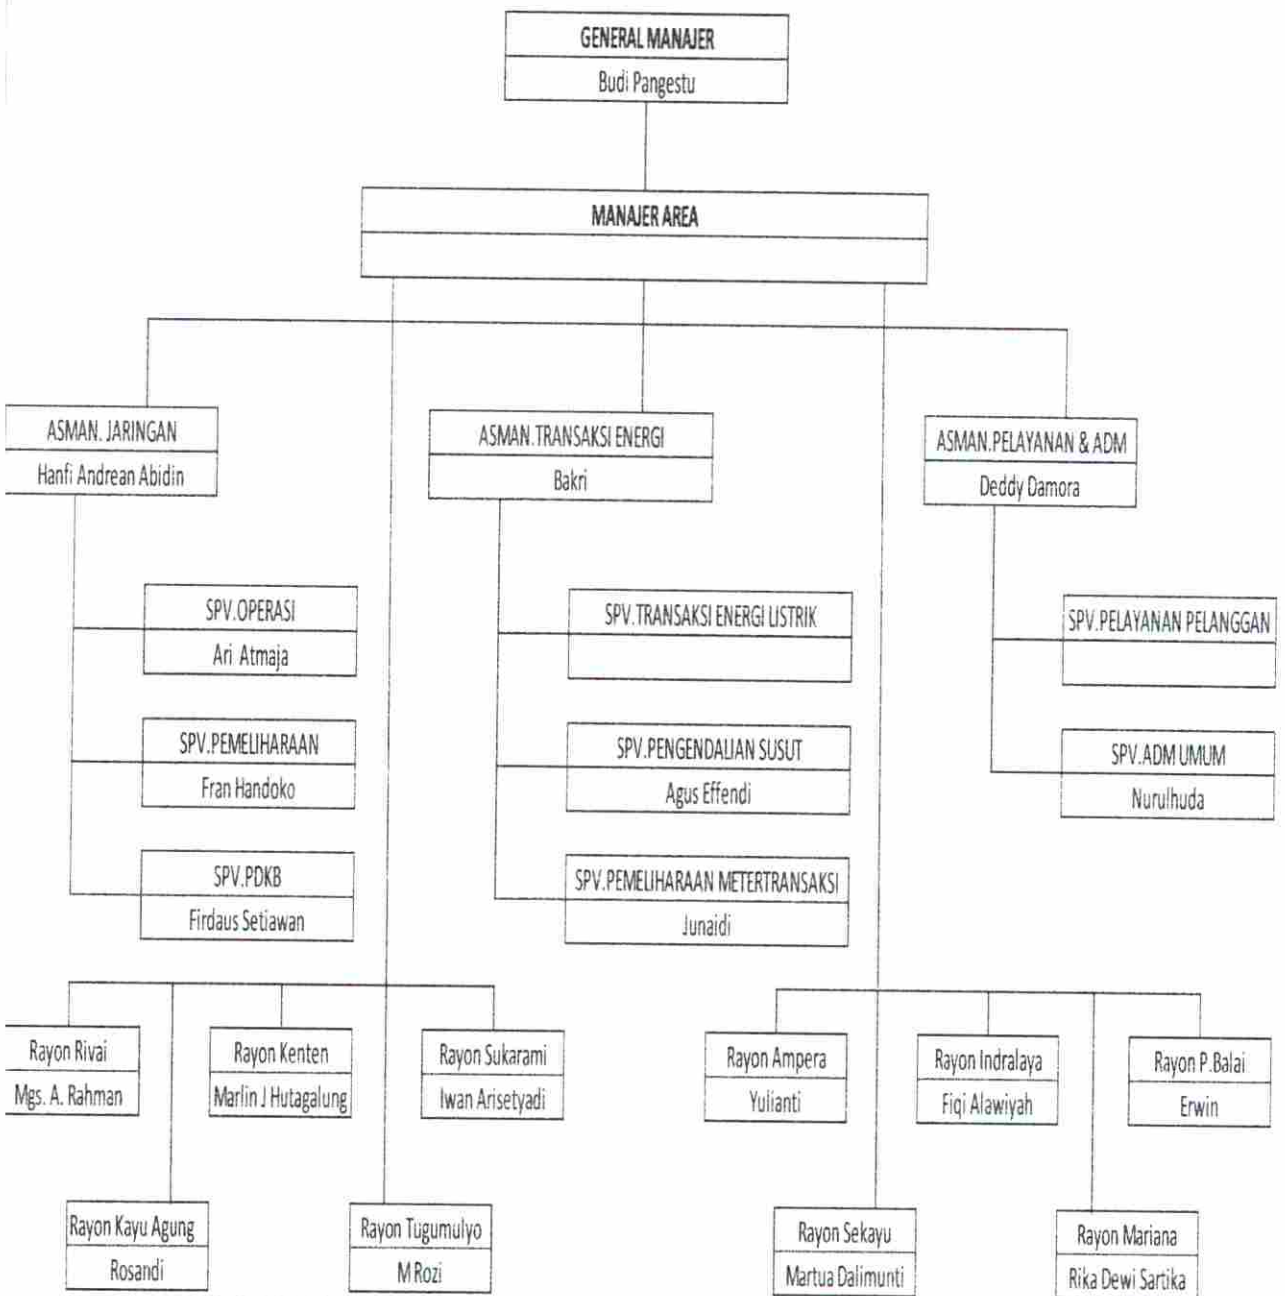 GENERAL MANAJER
Budi Pangestu
MANAJER AREA
ASMAN. JARINGAN
Hanfi Andrean Abidin
ASMAN.TRANSAKSI ENERGI
Bakri
ASMAN.PELAYANAN & ADM
Deddy Damora
SPV.OPERASI
Ari Atmaja
SPV.TRANSAKSI ENERGI LISTRIK
SPV.PELAYANAN PELANGGAN
SPV.PEMELIHARAAN
Fran Handoko
SPV.PENGENDALIAN SUSUT
Agus Effendi
SPV.ADM UMUM
Nurulhuda
SPV.PDKB
Firdaus Setiawan
SPV.PEMELIHARAAN METERTRANSAKSI
Junaidi
Rayon Rivai
Mgs. A. Rahman
Rayon Kenten
Marlin J Hutagalung
Rayon Sukarami
Iwan Arisetyadi
Rayon Ampera
Yulianti
Rayon Indralaya
Fiqi Alawiyah
Rayon P.Balai
Erwin
Rayon Kayu Agung
Rosandi
Rayon Tugumulyo
M Rozi
Rayon Sekayu
Martua Dalimunti
Rayon Mariana
Rika Dewi Sartika